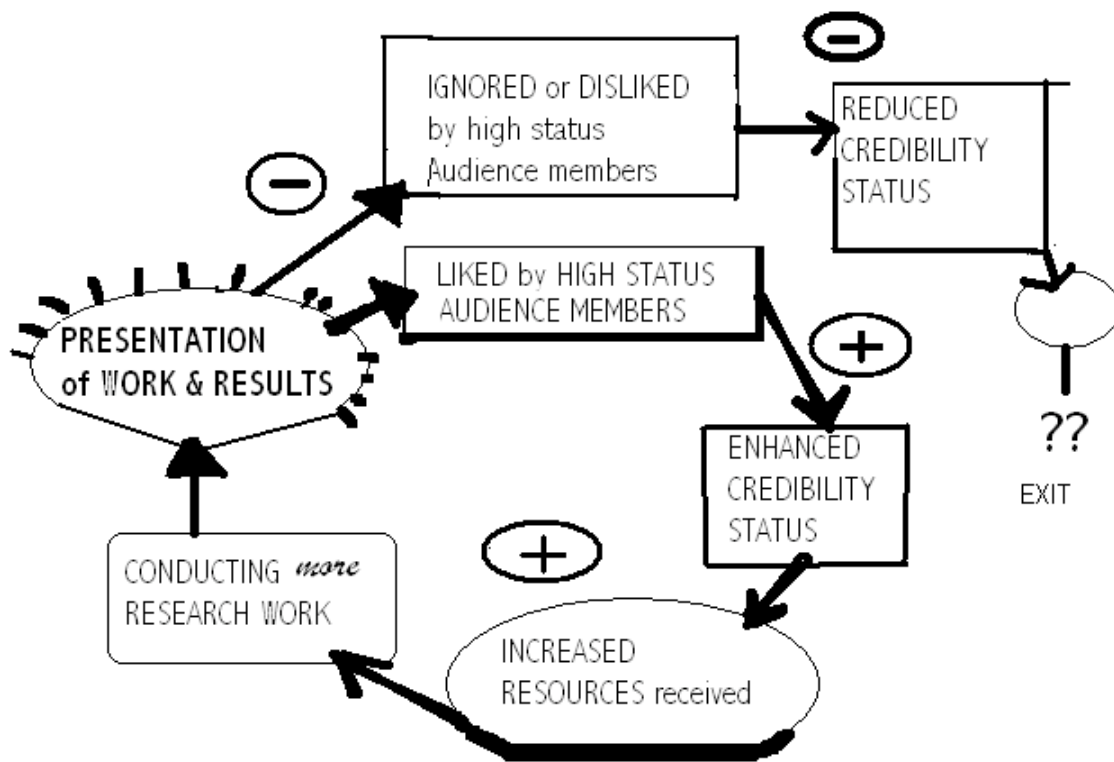 IGNORED or DISLIKED
by high status
Audience members
REDUCED
CREDIBILITY
STATUS
LIKED by HIGH STATUS
AUDIENCE MEMBERS
PRESENTATION
of WORK & RESULTS
??
EXIT
ENHANCED
CREDIBILITY
STATUS
CONDUCTING more
RESEARCH WORK
INCREASED
RESOURCES received